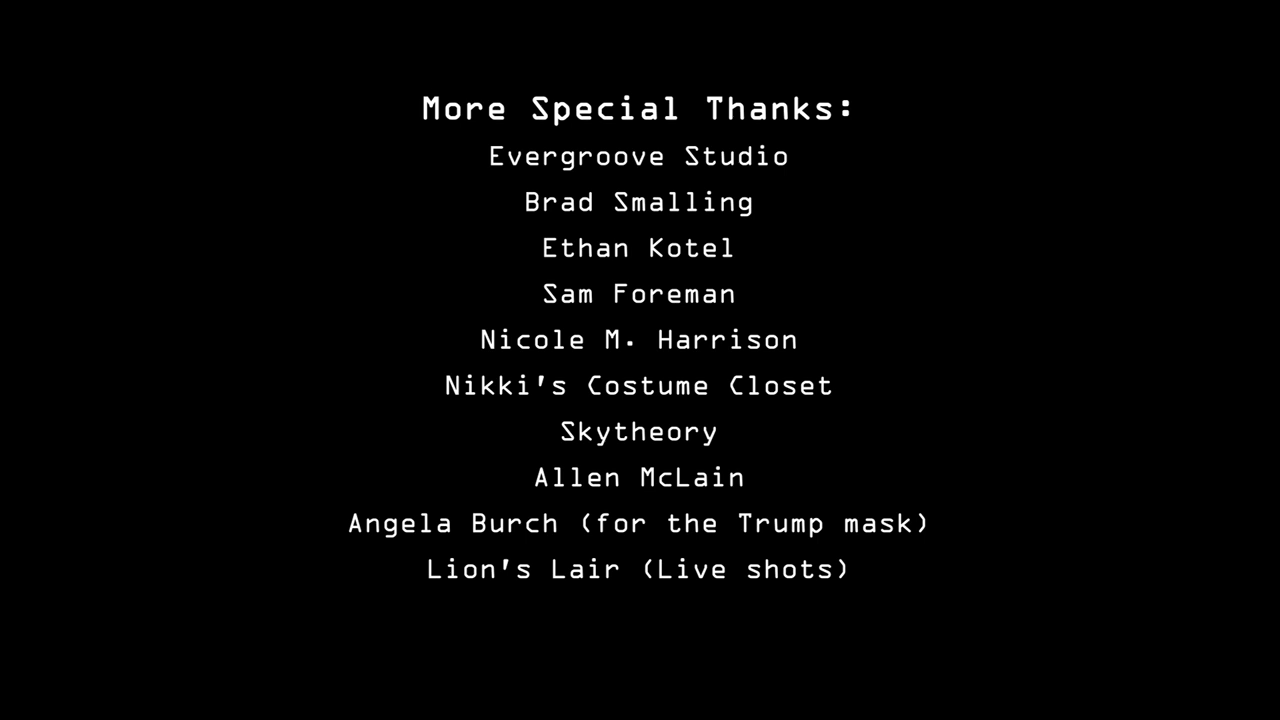 More Special Thanks:
Evergroove Studio
Brad Smalling
Ethan Kotel
Sam Foreman
Nicole M. Harrison
Nikki's Costume Closet
Skytheory
Allen McLain
Angela Burch (for the Trump mask)
Lion's Lair (Live shots)